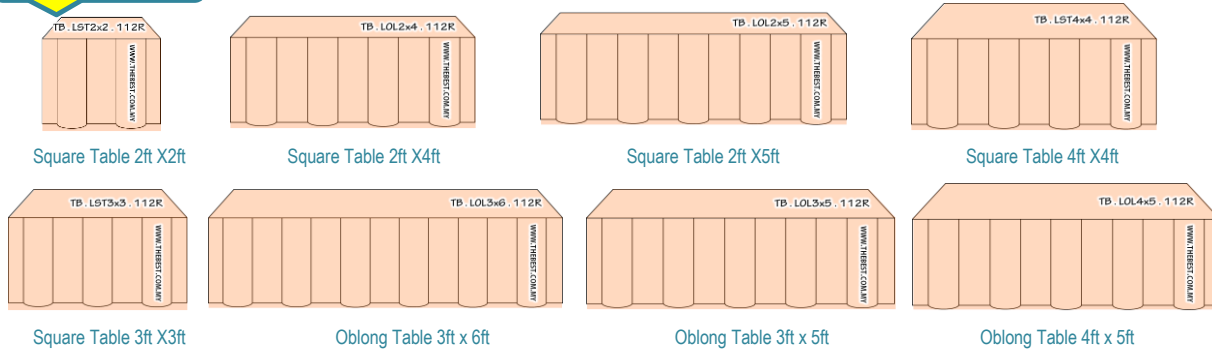 TB.LST2x2.112R
WWW.THEBEST.COM.MY
Square Table 2ft X2ft
TB.LOL2x4.112R
WWW.THEBEST.COM.MY
Square Table 2ft X4ft
TB.LOL2x5.112R
WWW.THEBEST.COM.MY
Square Table 2ft X5ft
TB.LST4x4.112R
WWW.THEBEST.COM.MY
Square Table 4ft X4ft
TB.LST3x3.112R
WWW.THEBEST.COM.MY
Square Table 3ft X3ft
TB.LOL3x6.112R
WWW.THEBEST.COM.MY
Oblong Table 3ft x 6ft
TB.LOL3x5.112R
WWW.THEBEST.COM.MY
Oblong Table 3ft x 5ft
TB.LOL4x5.112R
WWW.THEBEST.COM.MY
Oblong Table 4ft x 5ft